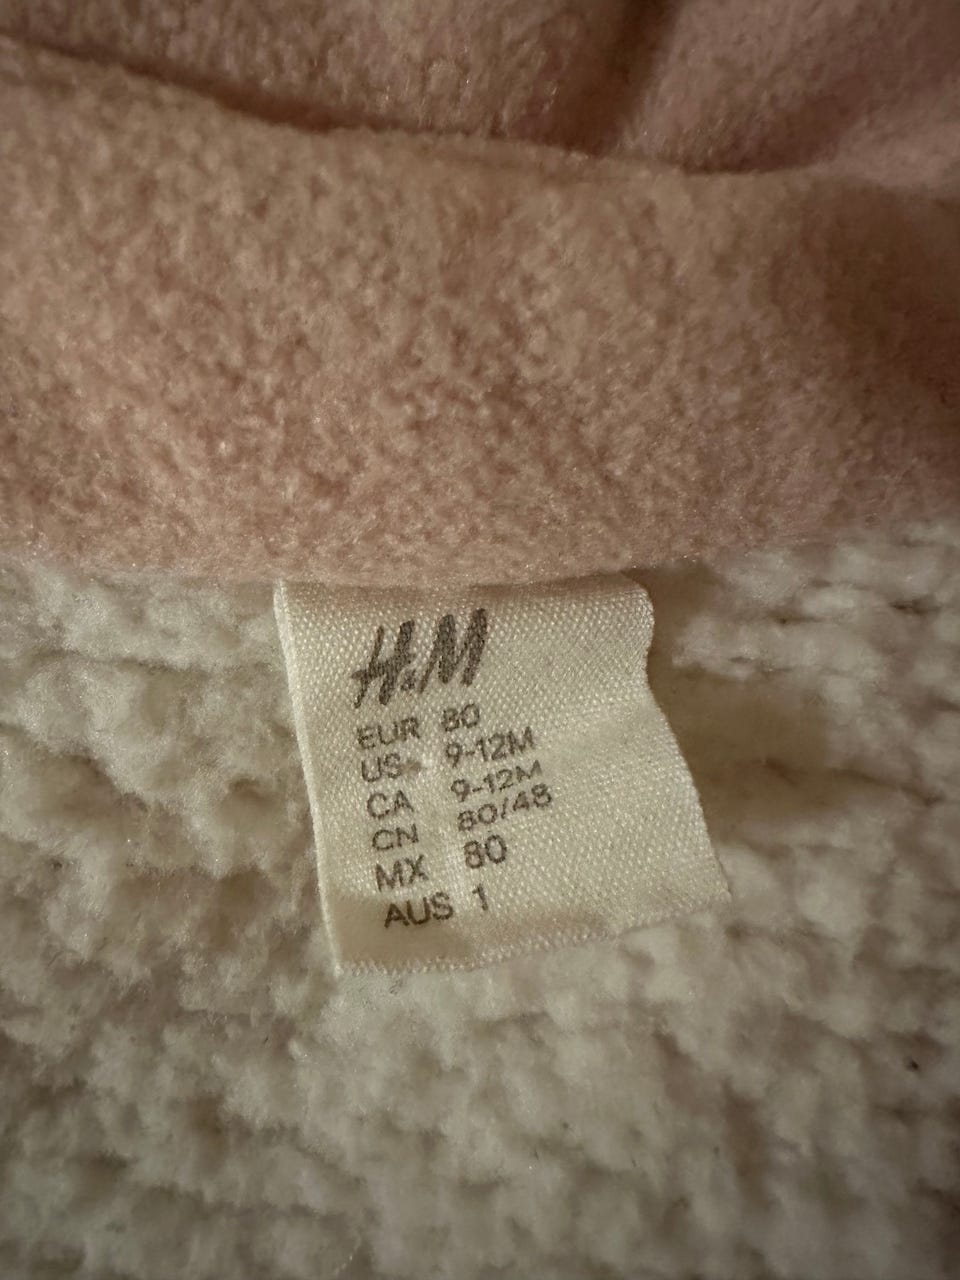 H&M
EUR 80
US 9-12M
CA 9-12M
CN 80/48
MX 80
AUS 1